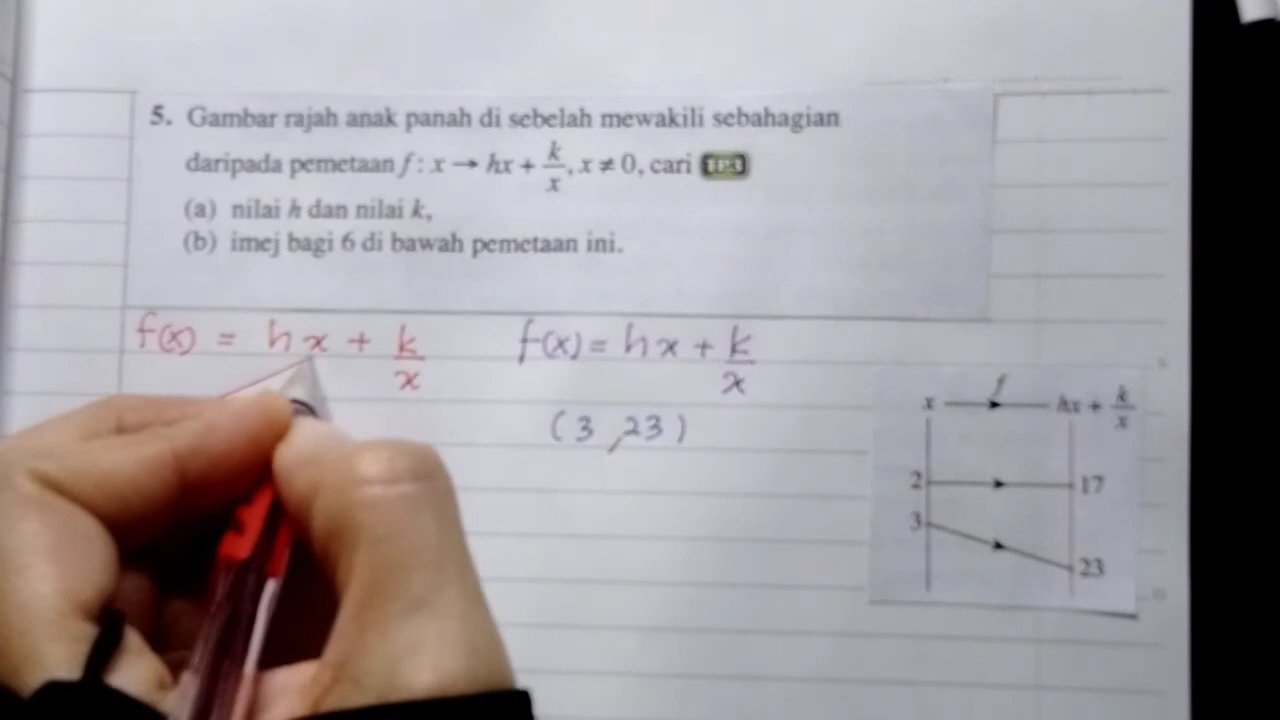 5. Gambar rajah anak panah di sebelah mewakili sebahagian
daripada pemetaan f : x → hx + k/x, x ≠ 0, cari TP3
(a) nilai h dan nilai k,
(b) imej bagi 6 di bawah pemetaan ini.
f(x) = hx + k/x
f(x) = hx + k/x
(3, 23)
x f hx + k/x
2 17
3 23